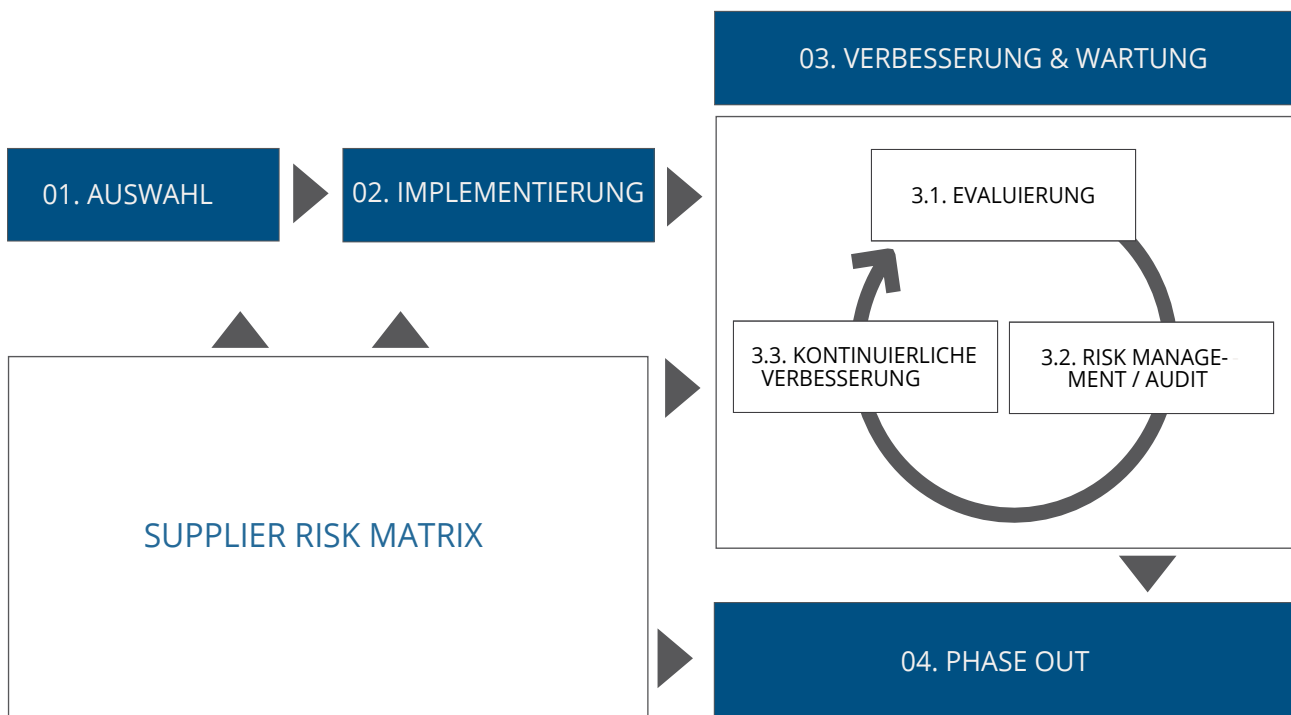 03. VERBESSERUNG & WARTUNG
01. AUSWAHL
02. IMPLEMENTIERUNG
3.1. EVALUIERUNG
3.3. KONTINUIERLICHE
VERBESSERUNG
3.2. RISK MANAGE-
MENT / AUDIT
SUPPLIER RISK MATRIX
04. PHASE OUT